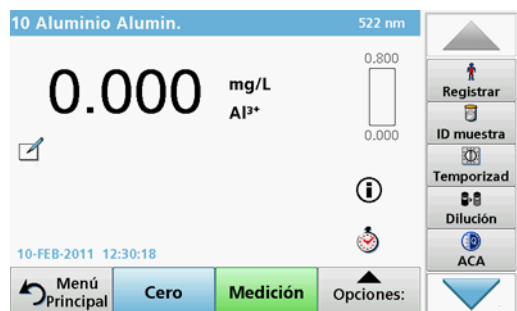 10 Aluminio Alumin.
522 nm
0.000
mg/L
Al³⁺
0.800
0.000
10-FEB-2011 12:30:18
Menú
Principal
Cero
Medición
Opciones:
Registrar
ID muestra
Temporizad
Dilución
ACA